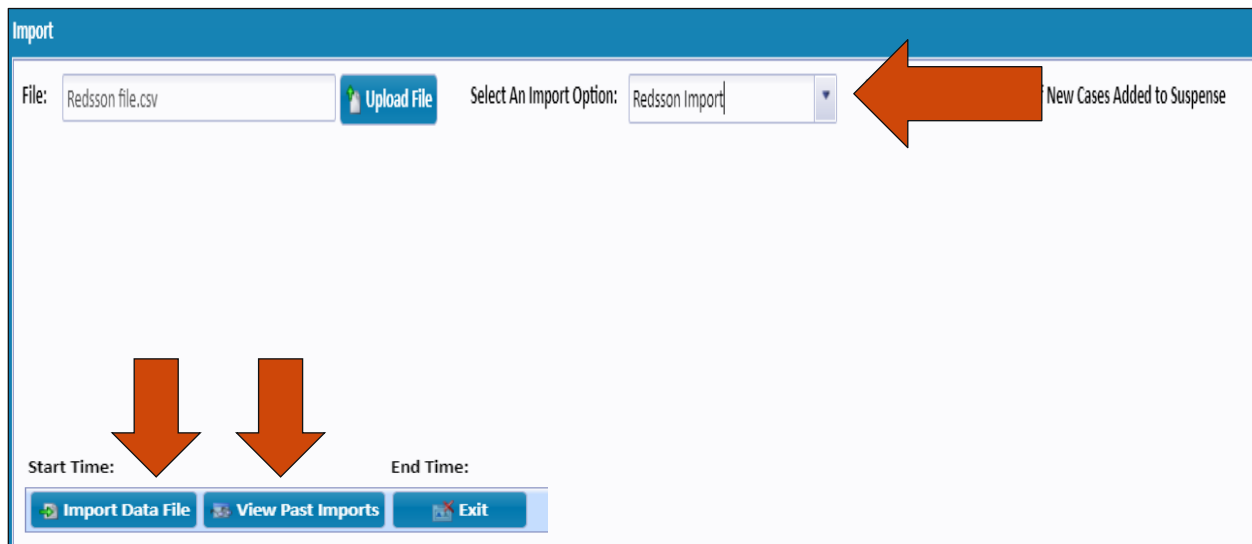 Import
File: Redsson file.csv Upload File Select An Import Option: Redsson Import New Cases Added to Suspense
Start Time: End Time:
Import Data File View Past Imports Exit